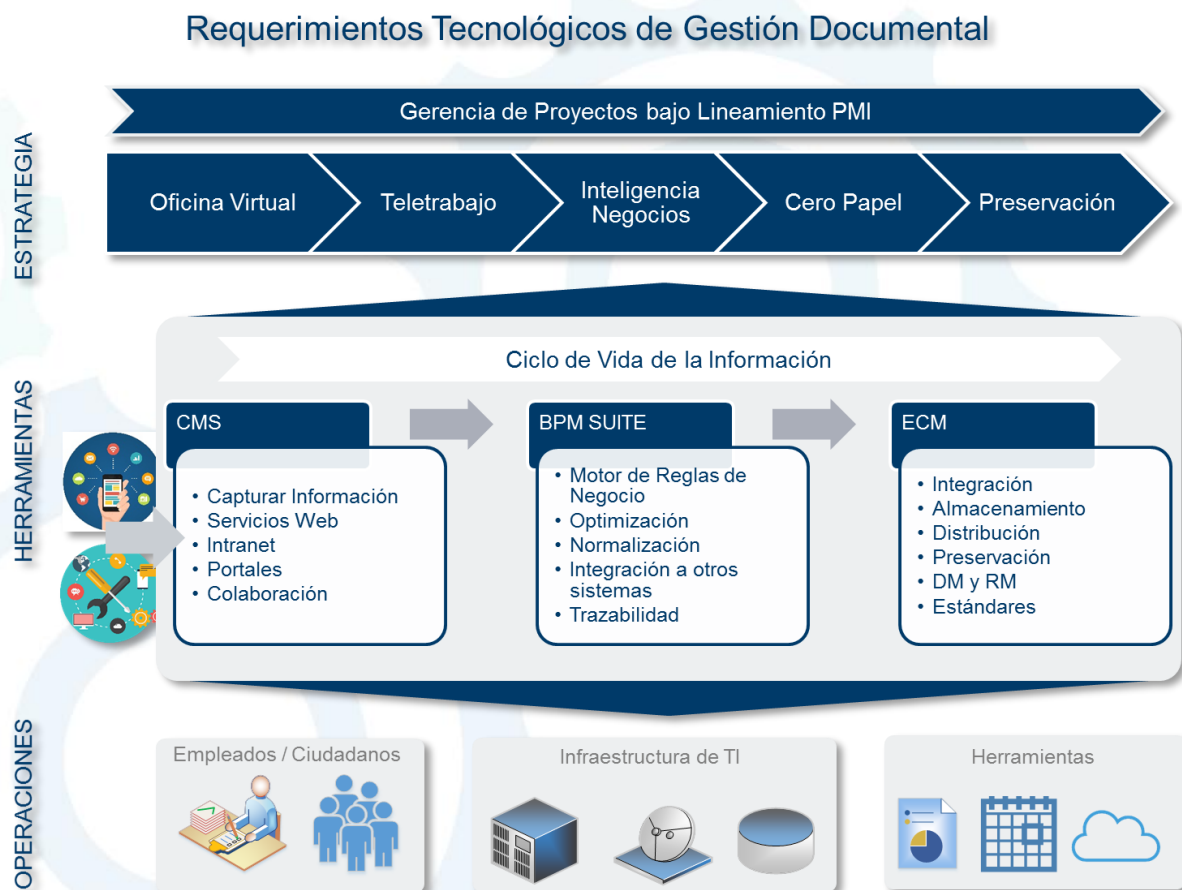 Requerimientos Tecnológicos de Gestión Documental
ESTRATEGIA
Gerencia de Proyectos bajo Lineamiento PMI
Oficina Virtual
Teletrabajo
Inteligencia
Negocios
Cero Papel
Preservación
HERRAMIENTAS
Ciclo de Vida de la Información
CMS
• Capturar Información
• Servicios Web
• Intranet
• Portales
• Colaboración
BPM SUITE
• Motor de Reglas de
Negocio
• Optimización
• Normalización
• Integración a otros
sistemas
• Trazabilidad
ECM
• Integración
• Almacenamiento
• Distribución
• Preservación
• DM y RM
• Estándares
OPERACIONES
Empleados / Ciudadanos
Infraestructura de TI
Herramientas